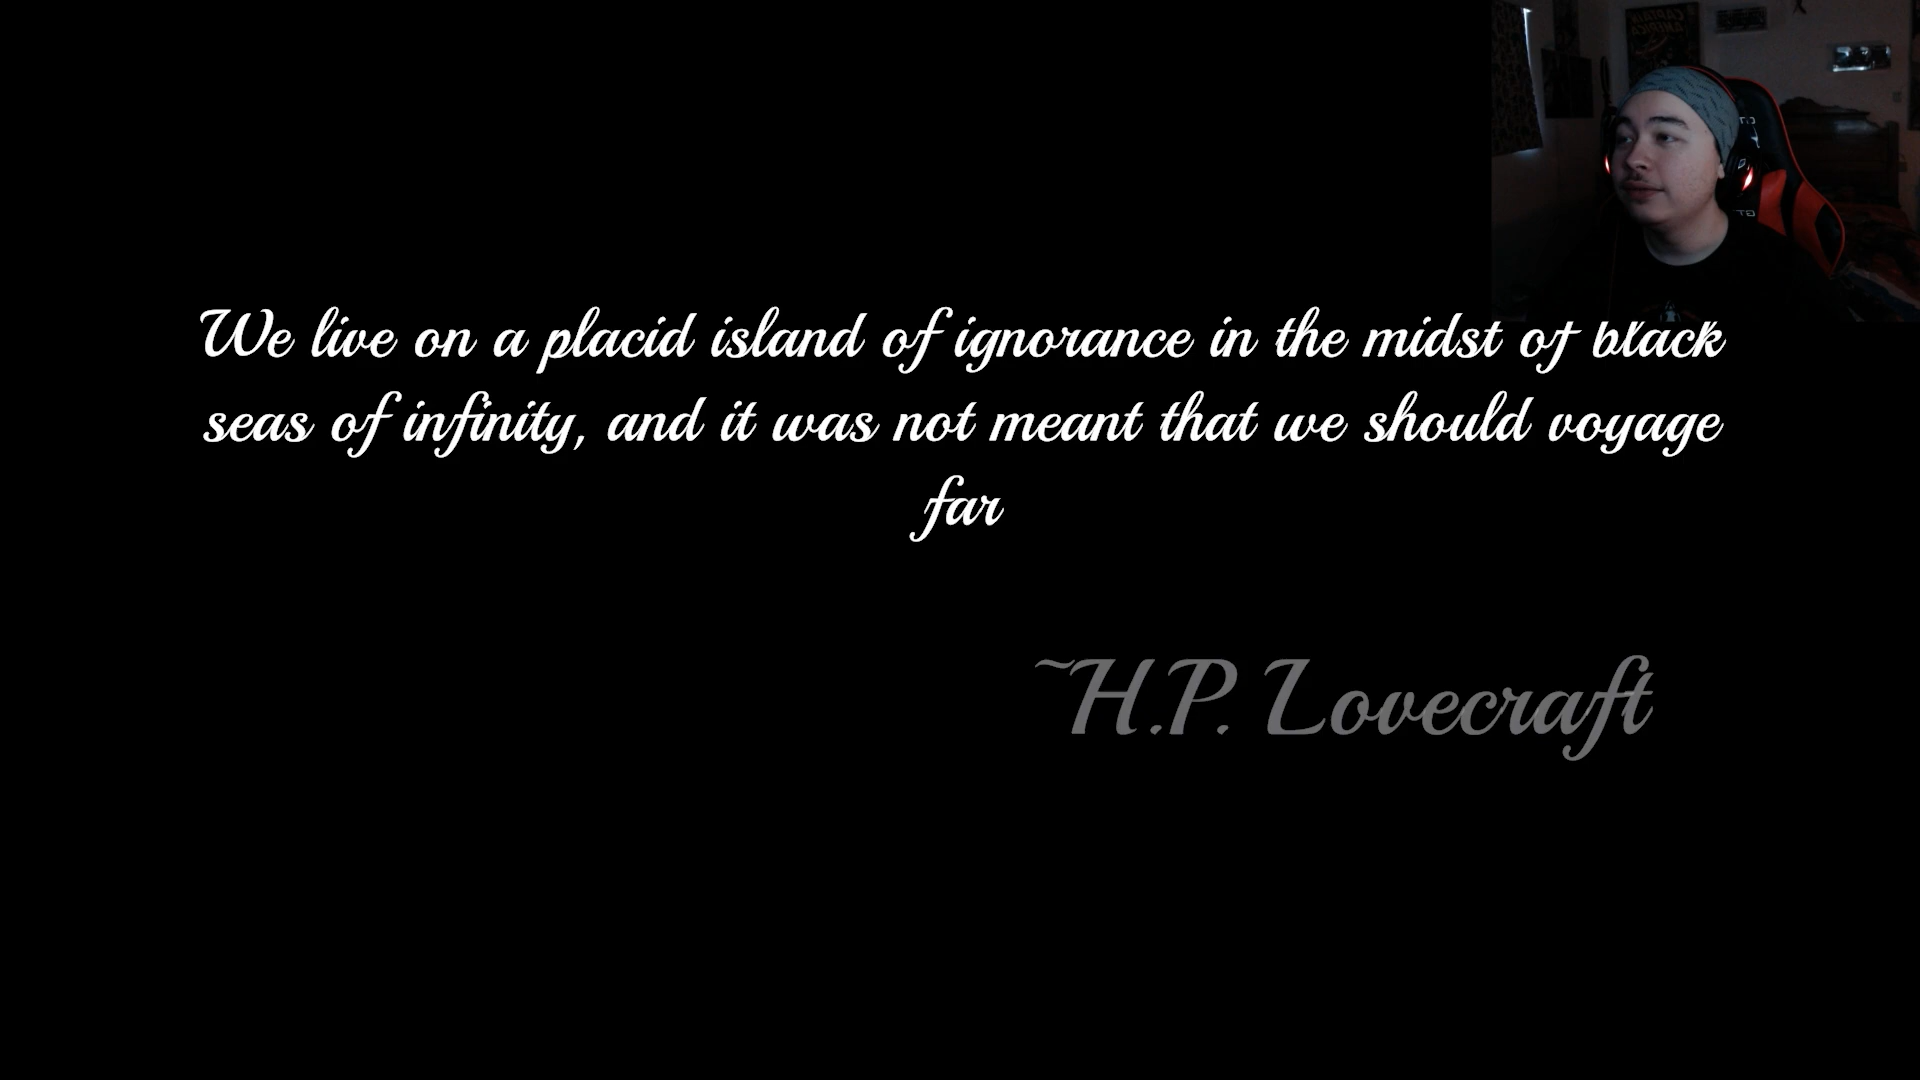 We live on a placid island of ignorance in the midst of black
seas of infinity, and it was not meant that we should voyage
far
~H.P. Lovecraft